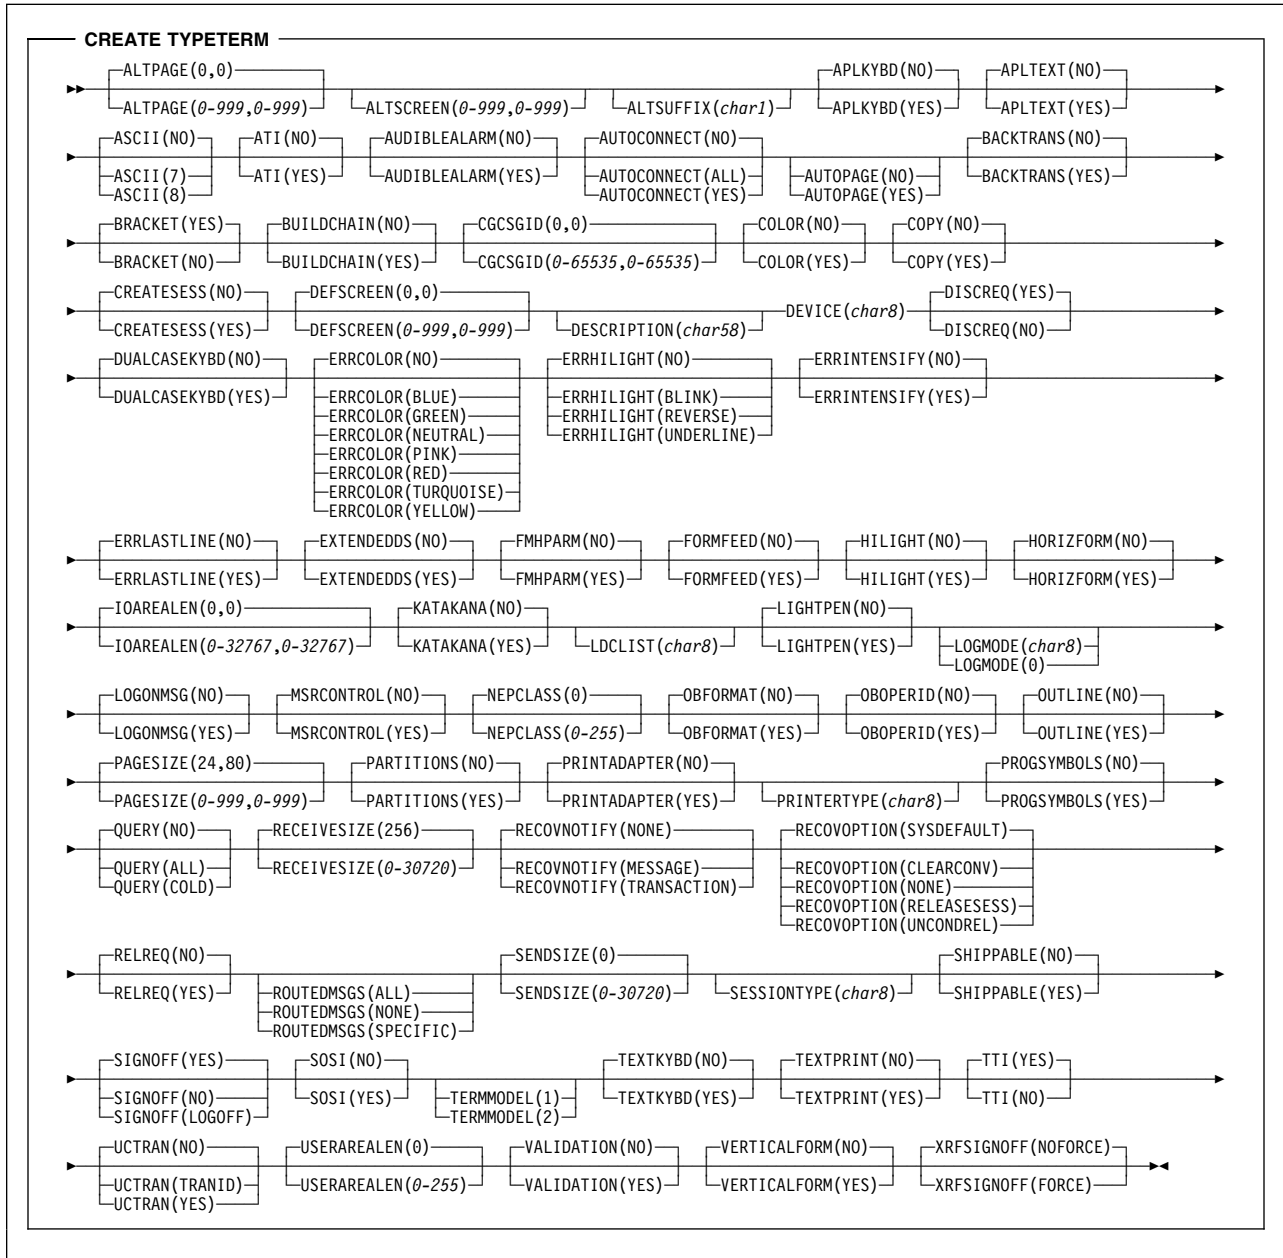 CREATE TYPETERM
ALTPAGE(0,0) APLKYBD(NO) APLTEXT(NO)
ALTPAGE(0-999,0-999) ALTSCREEN(0-999,0-999) ALTSUFFIX(char1) APLKYBD(YES) APLTEXT(YES)
ASCII(NO) ATI(NO) AUDIBLEALARM(NO) AUTOCONNECT(NO) BACKTRANS(NO)
ASCII(7) ATI(YES) AUDIBLEALARM(YES) AUTOCONNECT(ALL) AUTOPAGE(NO) BACKTRANS(YES)
ASCII(8) AUTOCONNECT(YES) AUTOPAGE(YES)
BRACKET(YES) BUILDCHAIN(NO) CGCSGID(0,0) COLOR(NO) COPY(NO)
BRACKET(NO) BUILDCHAIN(YES) CGCSGID(0-65535,0-65535) COLOR(YES) COPY(YES)
CREATESESS(NO) DEFSCREEN(0,0) DEVICE(char8) DISCREQ(YES)
CREATESESS(YES) DEFSCREEN(0-999,0-999) DESCRIPTION(char58) DISCREQ(NO)
DUALCASEKYBD(NO) ERRCOLOR(NO) ERRHILIGHT(NO) ERRINTENSIFY(NO)
DUALCASEKYBD(YES) ERRCOLOR(BLUE) ERRHILIGHT(BLINK) ERRINTENSIFY(YES)
ERRCOLOR(GREEN) ERRHILIGHT(REVERSE)
ERRCOLOR(NEUTRAL) ERRHILIGHT(UNDERLINE)
ERRCOLOR(PINK)
ERRCOLOR(RED)
ERRCOLOR(TURQUOISE)
ERRCOLOR(YELLOW)
ERRLASTLINE(NO) EXTENDEDDS(NO) FMHPARM(NO) FORMFEED(NO) HILIGHT(NO) HORIZFORM(NO)
ERRLASTLINE(YES) EXTENDEDDS(YES) FMHPARM(YES) FORMFEED(YES) HILIGHT(YES) HORIZFORM(YES)
IOAREALEN(0,0) KATAKANA(NO) LIGHTPEN(NO)
IOAREALEN(0-32767,0-32767) KATAKANA(YES) LDCLIST(char8) LIGHTPEN(YES) LOGMODE(char8)
LOGMODE(0)
LOGONMSG(NO) MSRCONTROL(NO) NEPCLASS(0) OBFORMAT(NO) OBOPERID(NO) OUTLINE(NO)
LOGONMSG(YES) MSRCONTROL(YES) NEPCLASS(0-255) OBFORMAT(YES) OBOPERID(YES) OUTLINE(YES)
PAGESIZE(24,80) PARTITIONS(NO) PRINTADAPTER(NO) PROGSYMBOLS(NO)
PAGESIZE(0-999,0-999) PARTITIONS(YES) PRINTADAPTER(YES) PRINTERTYPE(char8) PROGSYMBOLS(YES)
QUERY(NO) RECEIVESIZE(256) RECOVNOTIFY(NONE) RECOVOPTION(SYSDEFAULT)
QUERY(ALL) RECEIVESIZE(0-30720) RECOVNOTIFY(MESSAGE) RECOVOPTION(CLEARCONV)
QUERY(COLD) RECOVNOTIFY(TRANSACTION) RECOVOPTION(NONE)
RECOVOPTION(RELEASESESS)
RECOVOPTION(UNCONDREL)
RELREQ(NO) SENDSIZE(0) SHIPPABLE(NO)
RELREQ(YES) ROUTEDMSGS(ALL) SENDSIZE(0-30720) SESSIONTYPE(char8) SHIPPABLE(YES)
ROUTEDMSGS(NONE)
ROUTEDMSGS(SPECIFIC)
SIGNOFF(YES) SOSI(NO) TEXTKYBD(NO) TEXTPRINT(NO) TTI(YES)
SIGNOFF(NO) SOSI(YES) TERMMODEL(1) TEXTKYBD(YES) TEXTPRINT(YES) TTI(NO)
SIGNOFF(LOGOFF) TERMMODEL(2)
UCTRAN(NO) USERAREALEN(0) VALIDATION(NO) VERTICALFORM(NO) XRFSIGNOFF(NOFORCE)
UCTRAN(TRANID) USERAREALEN(0-255) VALIDATION(YES) VERTICALFORM(YES) XRFSIGNOFF(FORCE)
UCTRAN(YES)